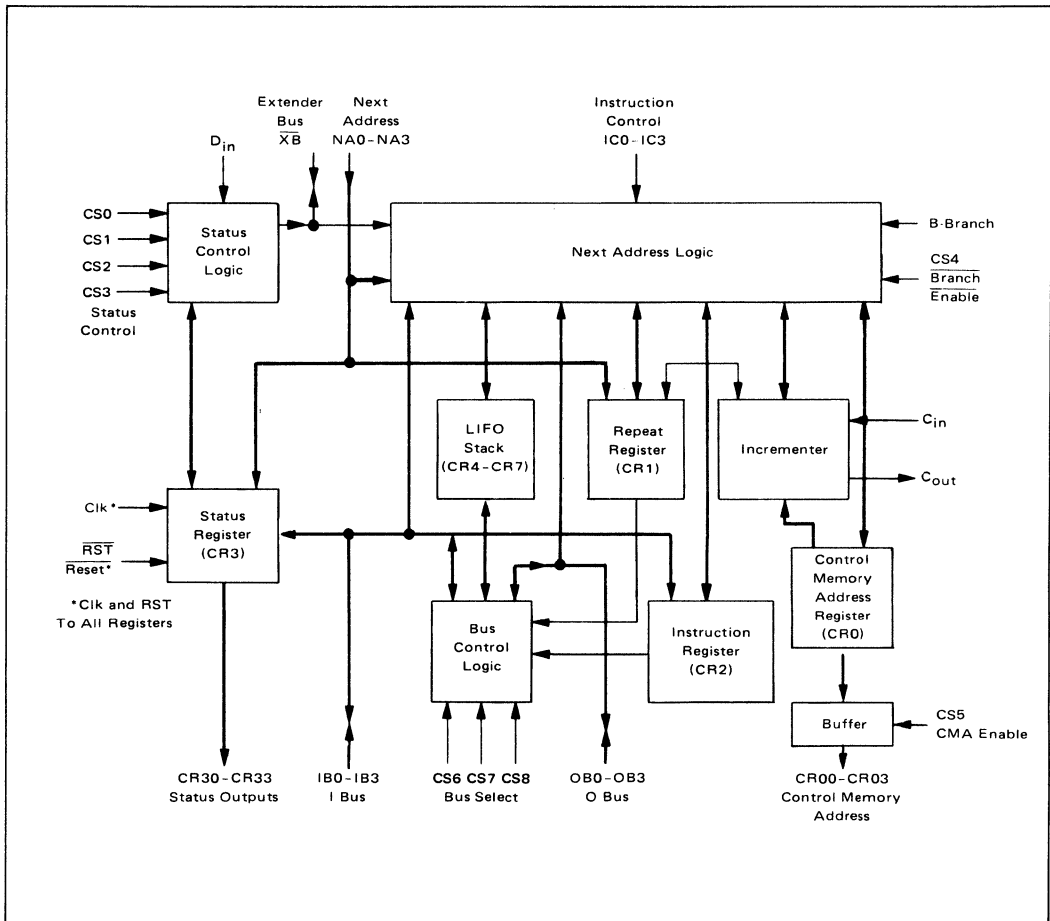 Extender
Bus
XB
Next
Address
NA0-NA3
Instruction
Control
IC0-IC3
Din
CS0
CS1
CS2
CS3
Status
Control
Status
Control
Logic
Next Address Logic
B-Branch
CS4
Branch
Enable
LIFO
Stack
(CR4-CR7)
Repeat
Register
(CR1)
Incrementer
Cin
Cout
Clk*
RST
Reset*
Status
Register
(CR3)
*Clk and RST
To All Registers
Bus
Control
Logic
Instruction
Register
(CR2)
Control
Memory
Address
Register
(CR0)
Buffer
CS5
CMA Enable
CR30-CR33
Status Outputs
IB0-IB3
I Bus
CS6 CS7 CS8
Bus Select
OB0-OB3
O Bus
CR00-CR03
Control Memory
Address